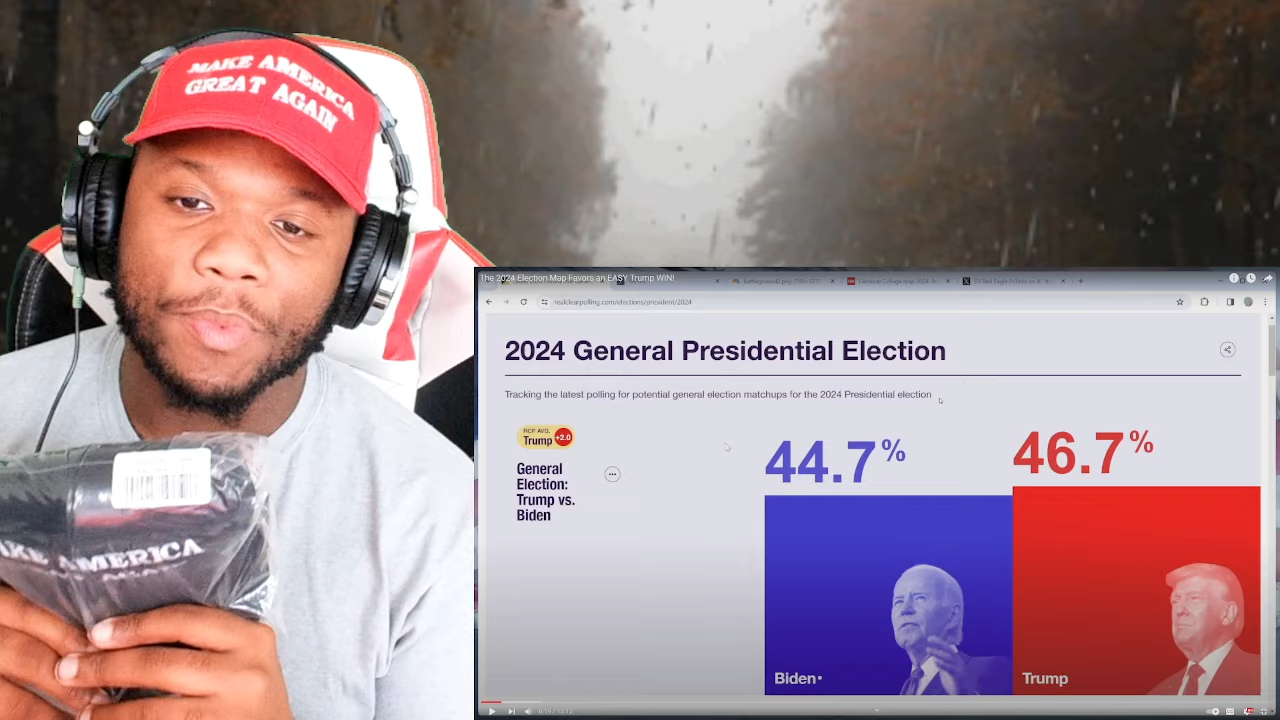 MAKE AMERICA
GREAT AGAIN
AMERICA
The 2024 Election Map Favors an EASY Trump WIN!
realclearpolling.com/elections/president/2024
2024 General Presidential Election
Tracking the latest polling for potential general election matchups for the 2024 Presidential election
RCP AVG.
Trump +2.0
General
Election:
Trump vs.
Biden
44.7%
46.7%
Biden
Trump